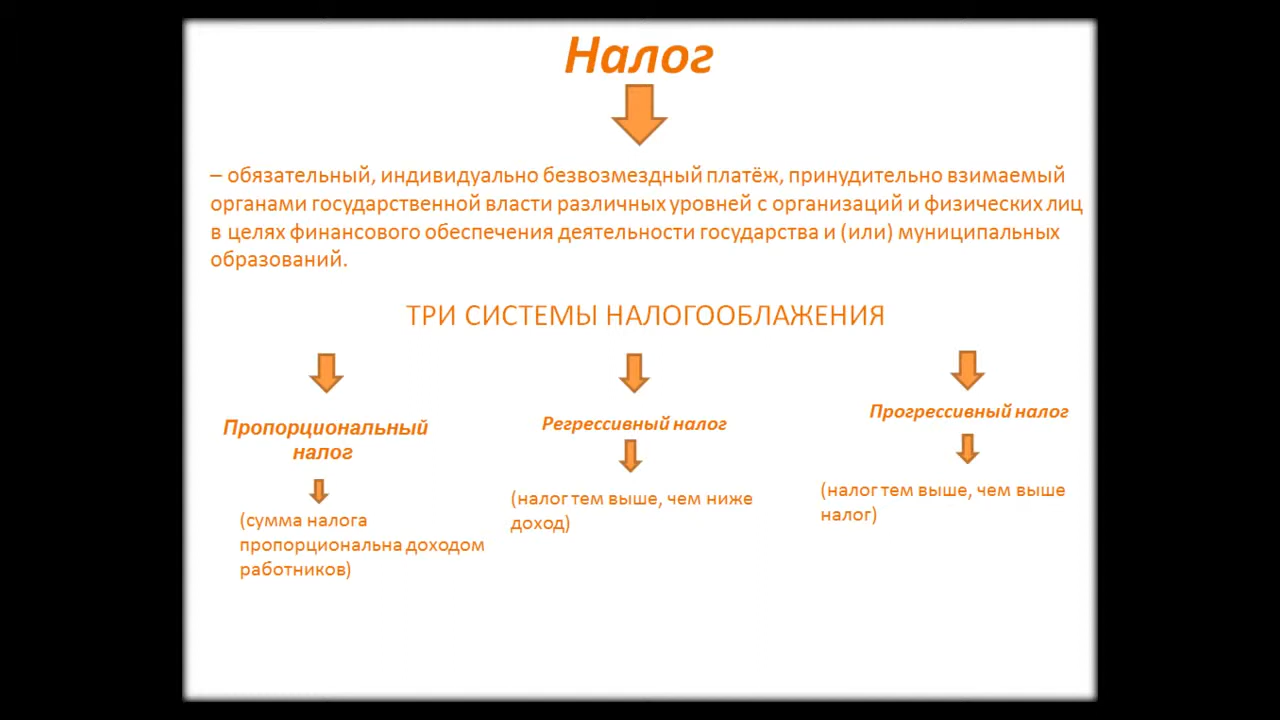 Налог
– обязательный, индивидуально безвозмездный платёж, принудительно взимаемый
органами государственной власти различных уровней с организаций и физических лиц
в целях финансового обеспечения деятельности государства и (или) муниципальных
образований.
ТРИ СИСТЕМЫ НАЛОГООБЛАЖЕНИЯ
Пропорциональный
налог
(сумма налога
пропорциональна доходом
работников)
Регрессивный налог
(налог тем выше, чем ниже
доход)
Прогрессивный налог
(налог тем выше, чем выше
налог)